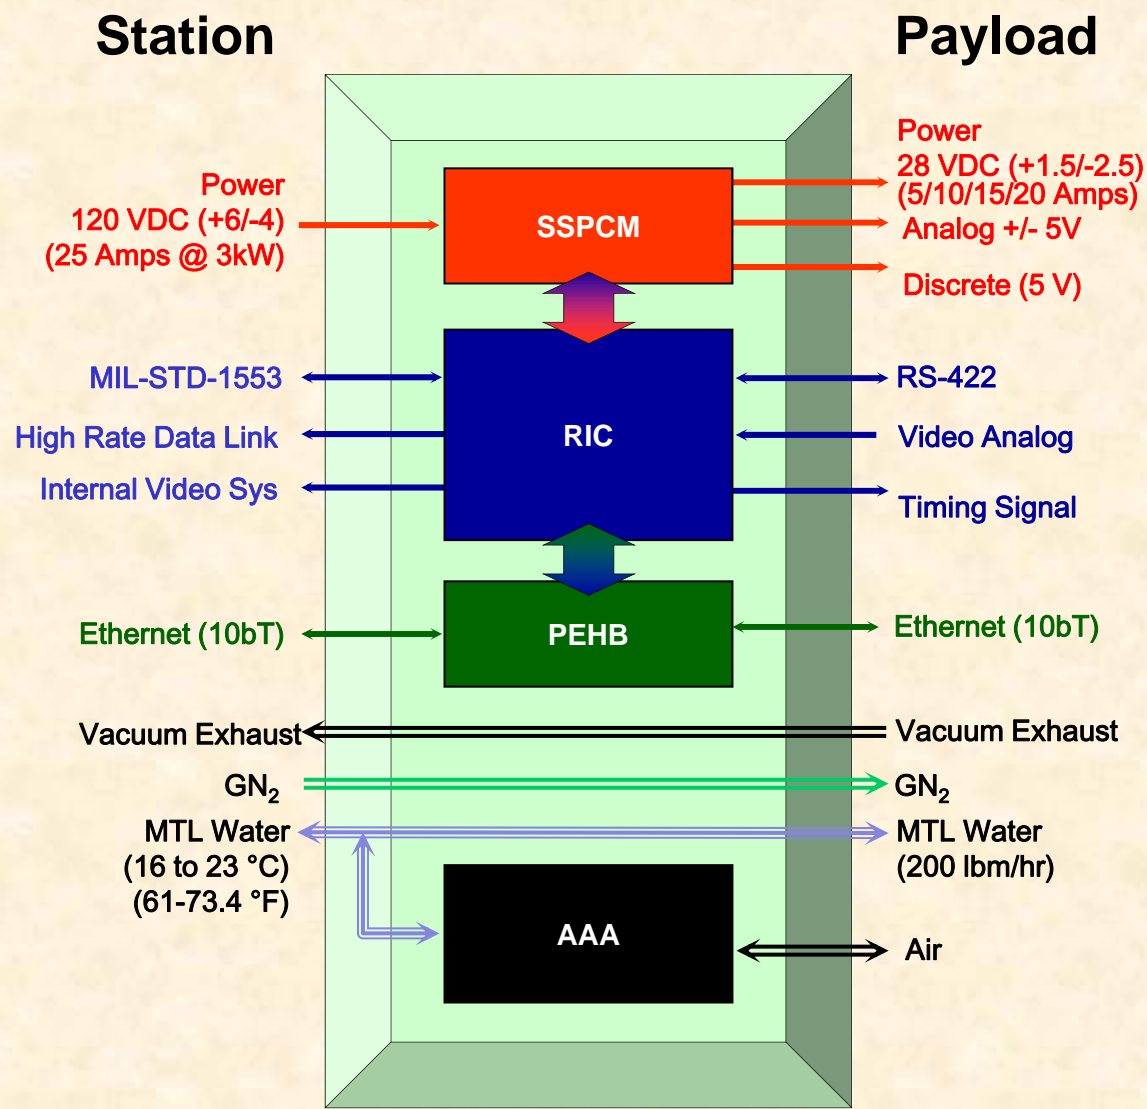 Station
Payload
Power
120 VDC (+6/-4)
(25 Amps @ 3kW)
SSPCM
Power
28 VDC (+1.5/-2.5)
(5/10/15/20 Amps)
Analog +/- 5V
Discrete (5 V)
MIL-STD-1553
High Rate Data Link
Internal Video Sys
RIC
RS-422
Video Analog
Timing Signal
Ethernet (10bT)
PEHB
Ethernet (10bT)
Vacuum Exhaust
Vacuum Exhaust
GN₂
GN₂
MTL Water
(16 to 23 °C)
(61-73.4 °F)
MTL Water
(200 lbm/hr)
AAA
Air